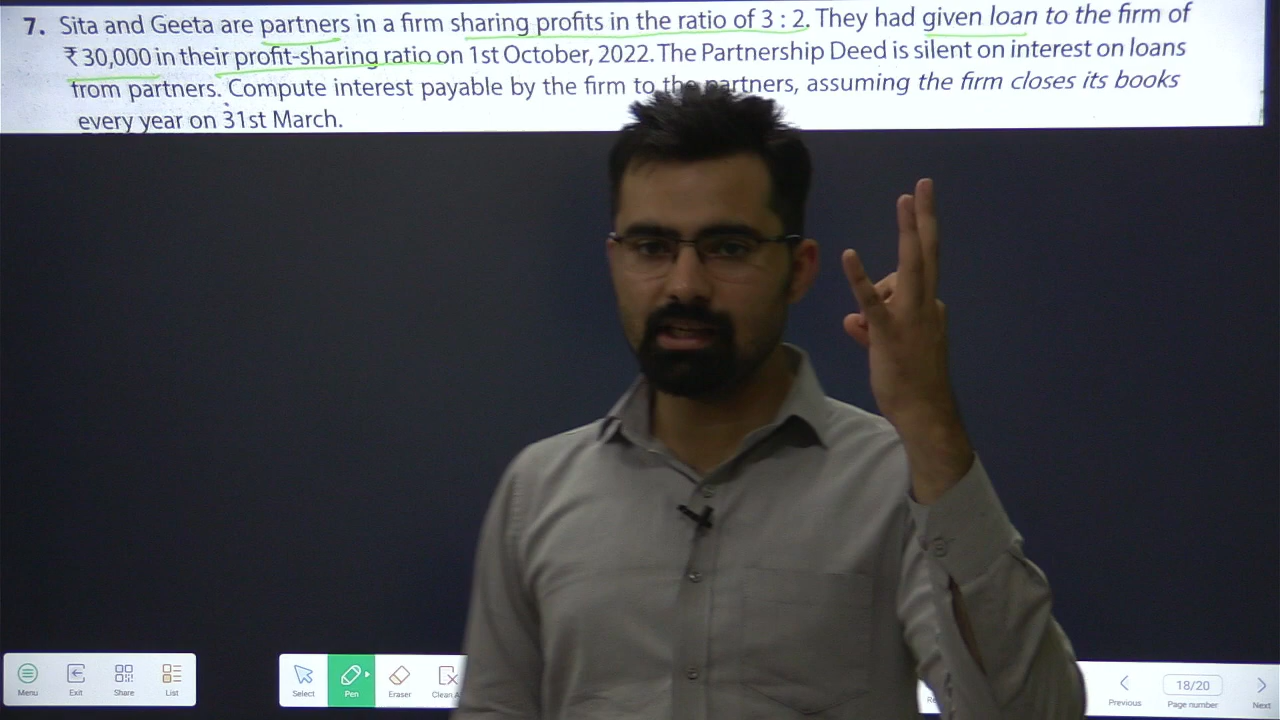 7. Sita and Geeta are partners in a firm sharing profits in the ratio of 3 : 2. They had given loan to the firm of
₹ 30,000 in their profit-sharing ratio on 1st October, 2022. The Partnership Deed is silent on interest on loans
from partners. Compute interest payable by the firm to the partners, assuming the firm closes its books
every year on 31st March.
Menu Exit Share List Select Pen Eraser Clean Previous 18/20 Page number Next